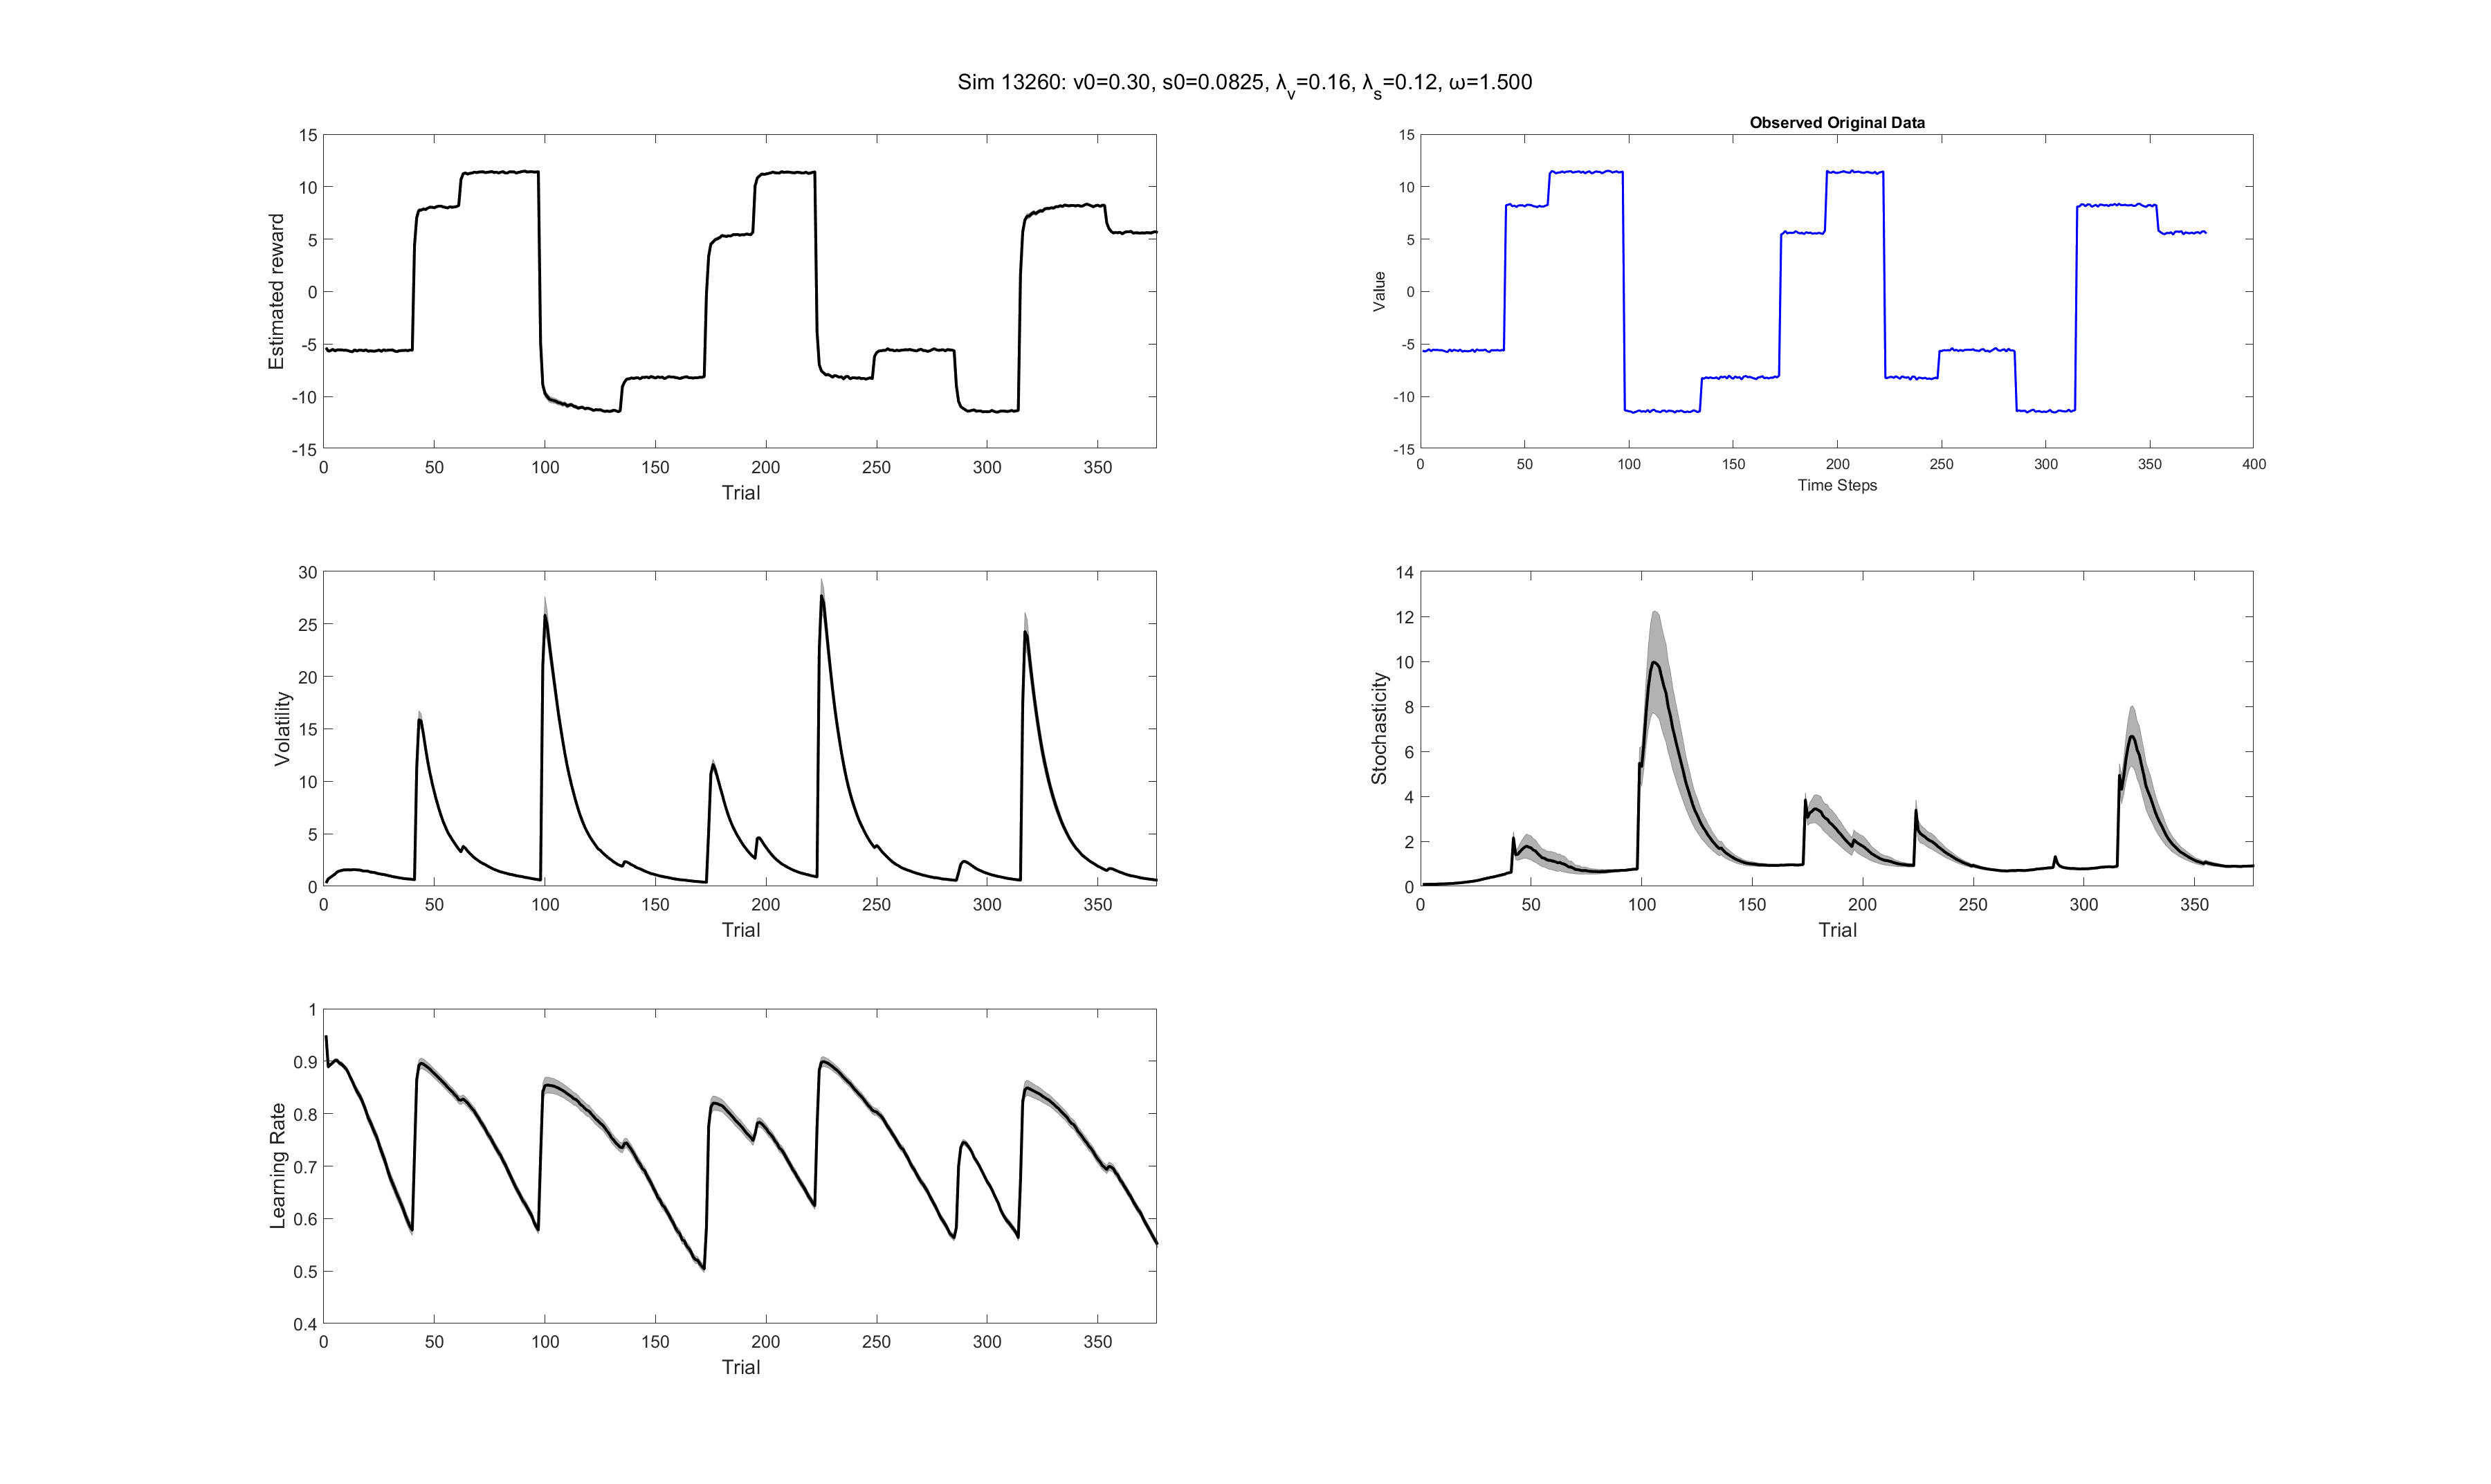 Sim 13260: v0=0.30, s0=0.0825, λ_v=0.16, λ_s=0.12, ω=1.500
15
10
5
0
-5
-10
-15
Estimated reward
0 50 100 150 200 250 300 350
Trial
Observed Original Data
15
10
5
0
-5
-10
-15
Value
0 50 100 150 200 250 300 350 400
Time Steps
30
25
20
15
10
5
0
Volatility
0 50 100 150 200 250 300 350
Trial
14
12
10
8
6
4
2
0
Stochasticity
0 50 100 150 200 250 300 350
Trial
1
0.9
0.8
0.7
0.6
0.5
0.4
Learning Rate
0 50 100 150 200 250 300 350
Trial